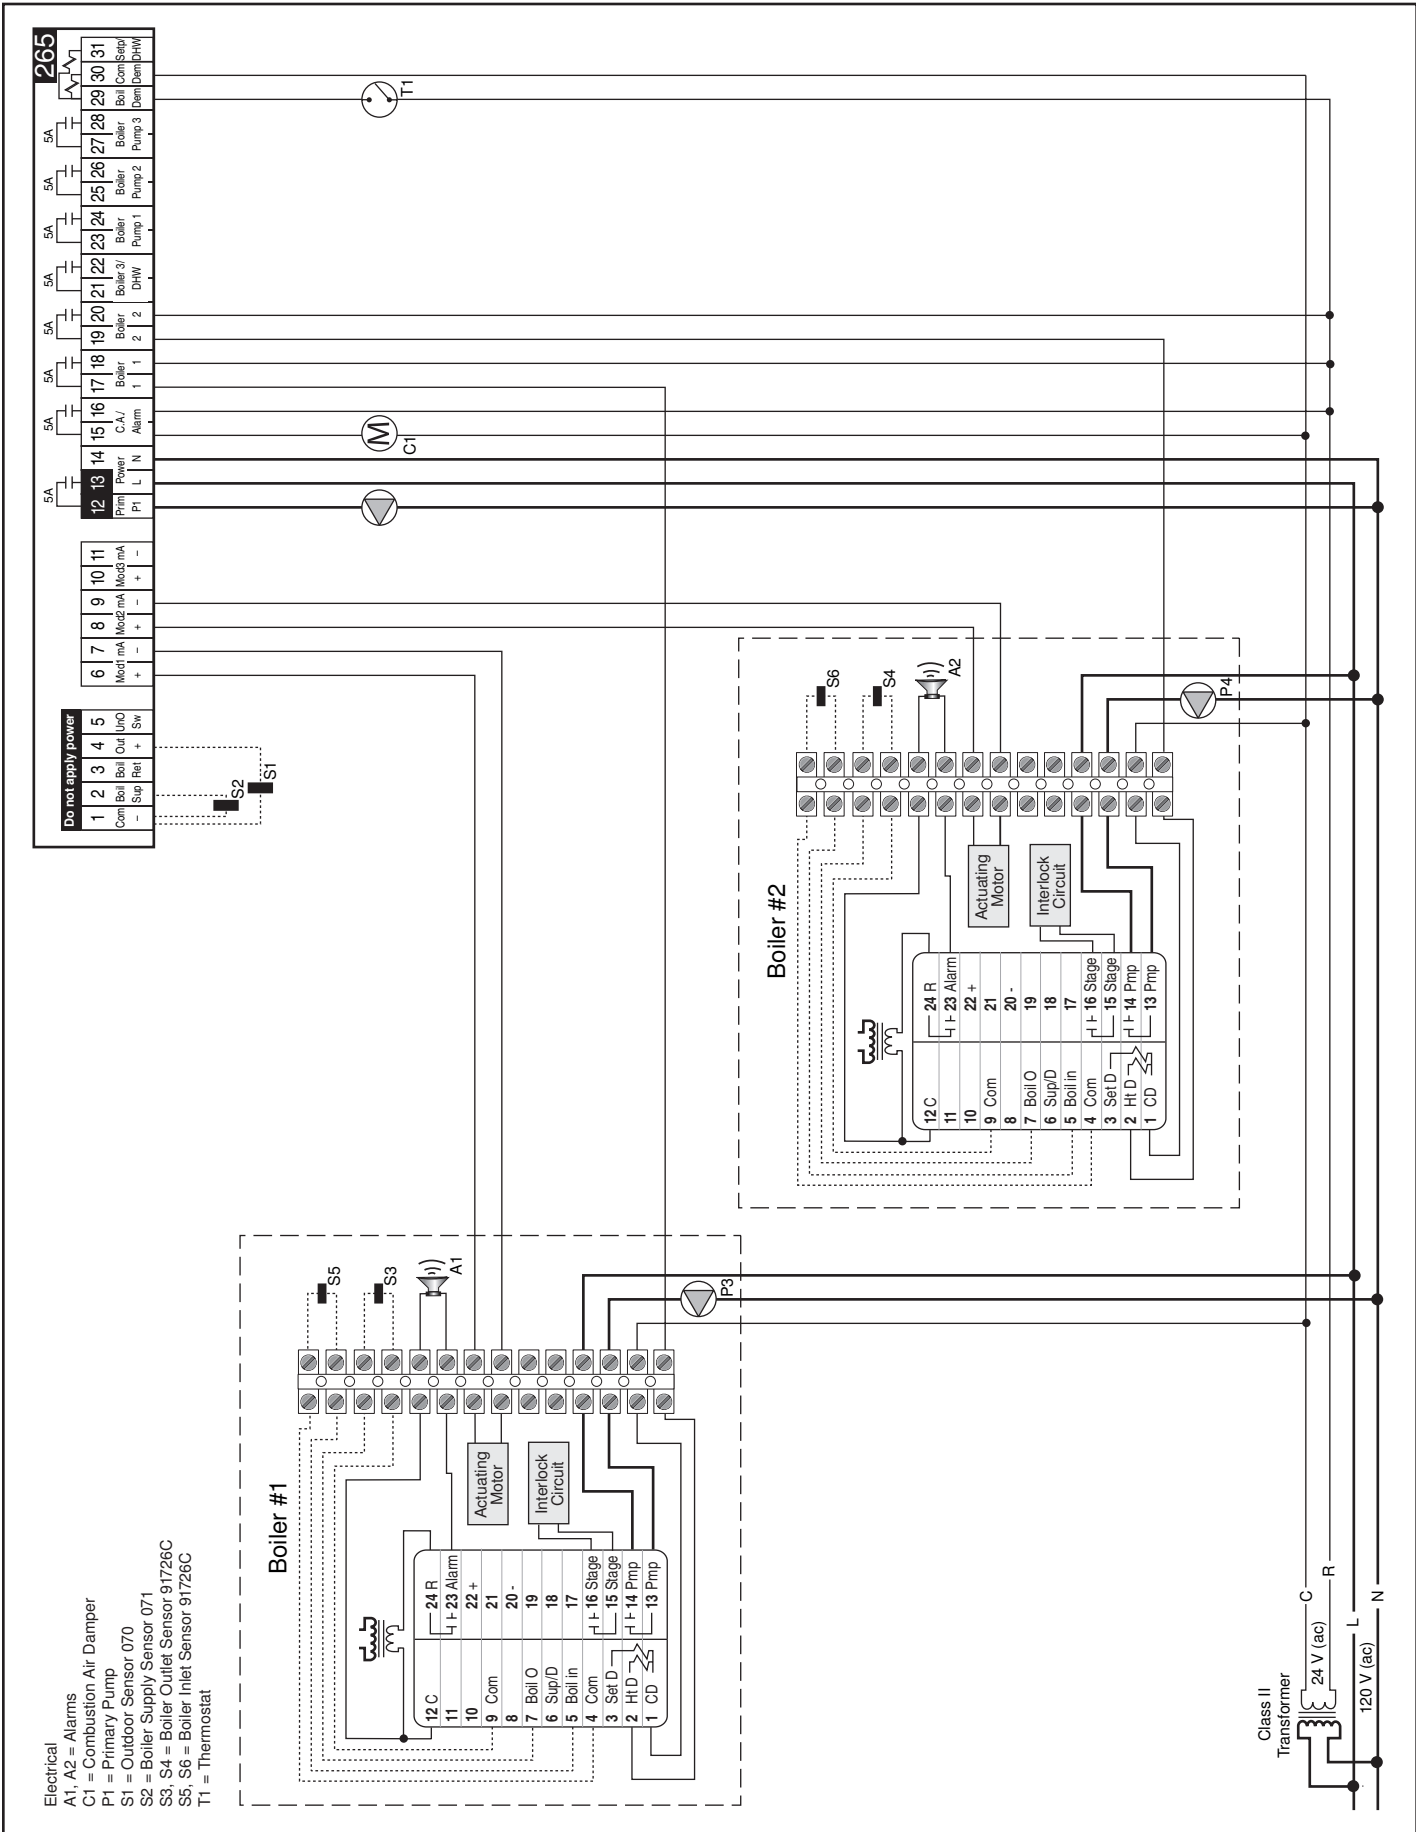 Electrical
A1, A2 = Alarms
C1 = Combustion Air Damper
P1 = Primary Pump
S1 = Outdoor Sensor 070
S2 = Boiler Supply Sensor 071
S3, S4 = Boiler Outlet Sensor 91726C
S5, S6 = Boiler Inlet Sensor 91726C
T1 = Thermostat
265
Do not apply power
1 2 3 4 5
Com Boil Boil Out UnO
– Sup Ret + Sw
6 7 8 9 10 11
Mod1 mA Mod2 mA Mod3 mA
+ – + – + –
5A 5A 5A 5A 5A 5A 5A 5A
12 13 14 15 16 17 18 19 20 21 22 23 24 25 26 27 28 29 30 31
Prim Power C.A./ Boiler Boiler Boiler 3/ Boiler Boiler Boiler Boil Com Setp/
P1 L N Alarm 1 1 2 2 DHW Pump 1 Pump 2 Pump 3 Dem Dem DHW
S2
S1
M
C1
T1
Boiler #1
S5
S3
A1
P3
Actuating
Motor
Interlock
Circuit
12 C 24 R
11 23 Alarm
10 22 +
9 Com 21
8 20 -
7 Boil O 19
6 Sup/D 18
5 Boil in 17
4 Com 16 Stage
3 Set D 15 Stage
2 Ht D 14 Pmp
1 CD 13 Pmp
Boiler #2
S6
S4
A2
P4
Actuating
Motor
Interlock
Circuit
12 C 24 R
11 23 Alarm
10 22 +
9 Com 21
8 20 -
7 Boil O 19
6 Sup/D 18
5 Boil in 17
4 Com 16 Stage
3 Set D 15 Stage
2 Ht D 14 Pmp
1 CD 13 Pmp
Class II
Transformer
24 V (ac)
C
R
120 V (ac)
L
N